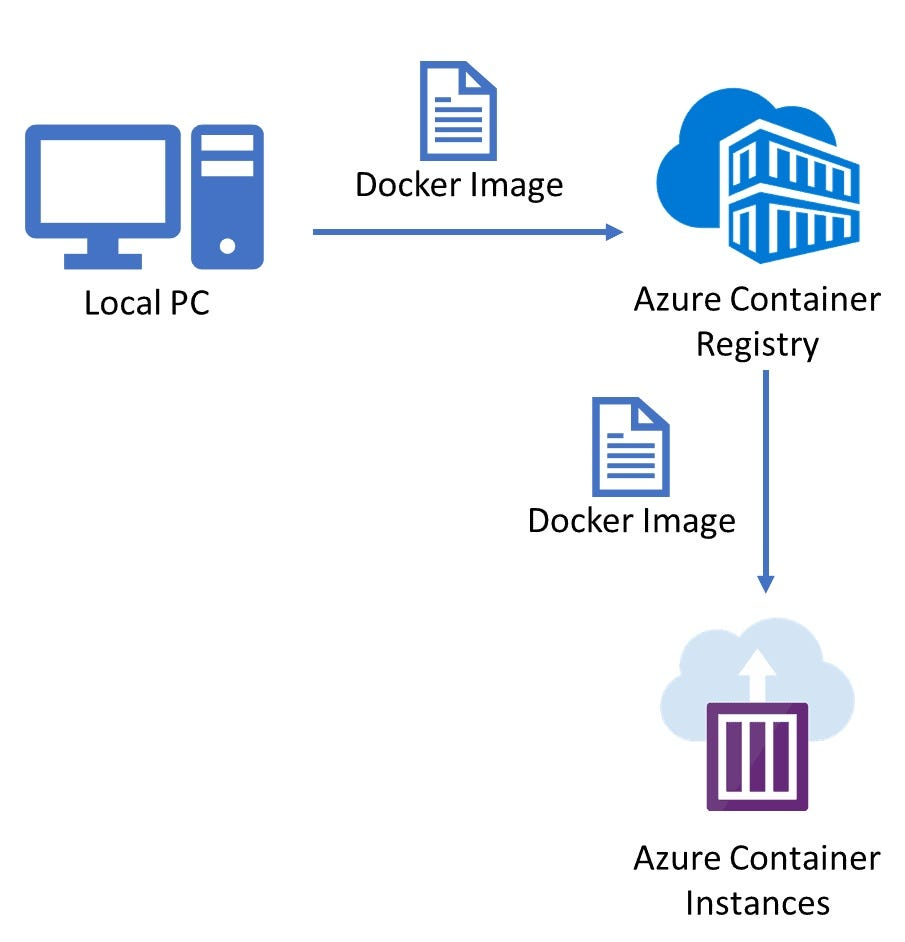 Docker Image
Local PC
Azure Container
Registry
Docker Image
Azure Container
Instances